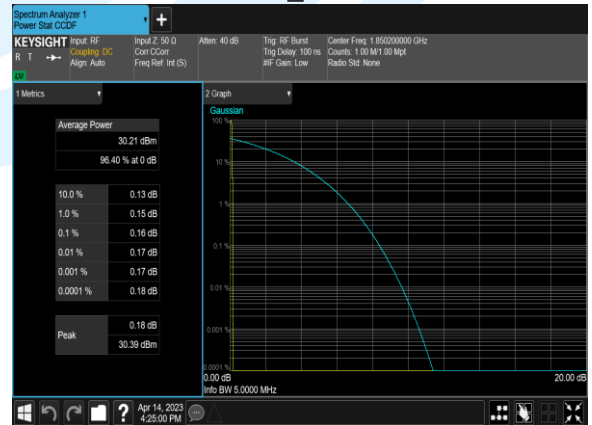 Spectrum Analyzer 1
Power Stat CCDF
+
KEYSIGHT
R T
LXI
Input: RF
Coupling: DC
Align: Auto
Input Z: 50 Ω
Corr CCorr
Freq Ref: Int (S)
Atten: 40 dB
Trig: RF Burst
Trig Delay: 100 ns
#IF Gain: Low
Center Freq: 1.850200000 GHz
Counts: 1.00 M/1.00 Mpt
Radio Std: None
1 Metrics
Average Power
30.21 dBm
96.40 % at 0 dB
10.0 % 0.13 dB
1.0 % 0.15 dB
0.1 % 0.16 dB
0.01 % 0.17 dB
0.001 % 0.17 dB
0.0001 % 0.18 dB
Peak
0.18 dB
30.39 dBm
2 Graph
Gaussian
100 %
10 %
1 %
0.1 %
0.01 %
0.001 %
0.0001 %
0.00 dB
20.00 dB
Info BW 5.0000 MHz
?
Apr 14, 2023
4:25:00 PM